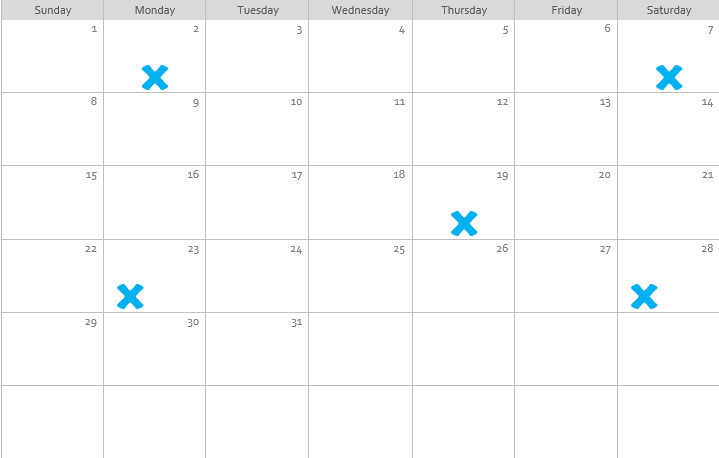 Sunday Monday Tuesday Wednesday Thursday Friday Saturday
1 2 3 4 5 6 7
8 9 10 11 12 13 14
15 16 17 18 19 20 21
22 23 24 25 26 27 28
29 30 31